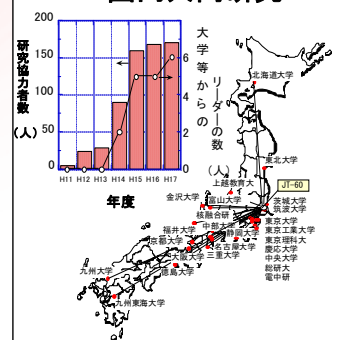 200
150
100
50
0
研究協力者数
(人)
6
4
2
0
大学等からの
リーダーの数
(人)
H11 H12 H13 H14 H15 H16 H17
年度
北海道大学
東北大学
上越教育大
JT-60
金沢大学
富山大学
茨城大学
筑波大学
核融合研
福井大学
中部大学
静岡大学
東京大学
東京工業大学
京都大学
名古屋大学
東京理科大
慶応大学
大阪大学
三重大学
中央大学
九州大学
徳島大学
総研大
電中研
九州東海大学